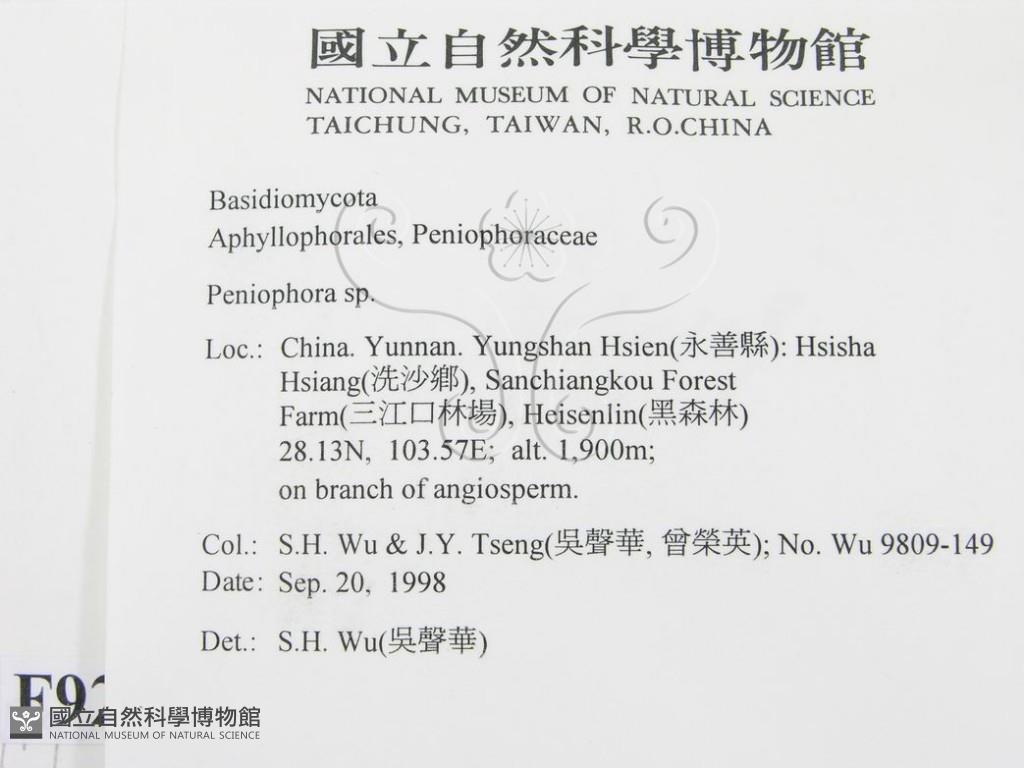 國立自然科學博物館
NATIONAL MUSEUM OF NATURAL SCIENCE
TAICHUNG, TAIWAN, R.O.CHINA
Basidiomycota
Aphyllophorales, Peniophoraceae
Peniophora sp.
Loc.: China. Yunnan. Yungshan Hsien(永善縣): Hsisha
Hsiang(洗沙鄉), Sanchiangkou Forest
Farm(三江口林場), Heisenlin(黑森林)
28.13N, 103.57E; alt. 1,900m;
on branch of angiosperm.
Col.: S.H. Wu & J.Y. Tseng(吳聲華, 曾榮英); No. Wu 9809-149
Date: Sep. 20, 1998
Det.: S.H. Wu(吳聲華)
F92
國立自然科學博物館
NATIONAL MUSEUM OF NATURAL SCIENCE